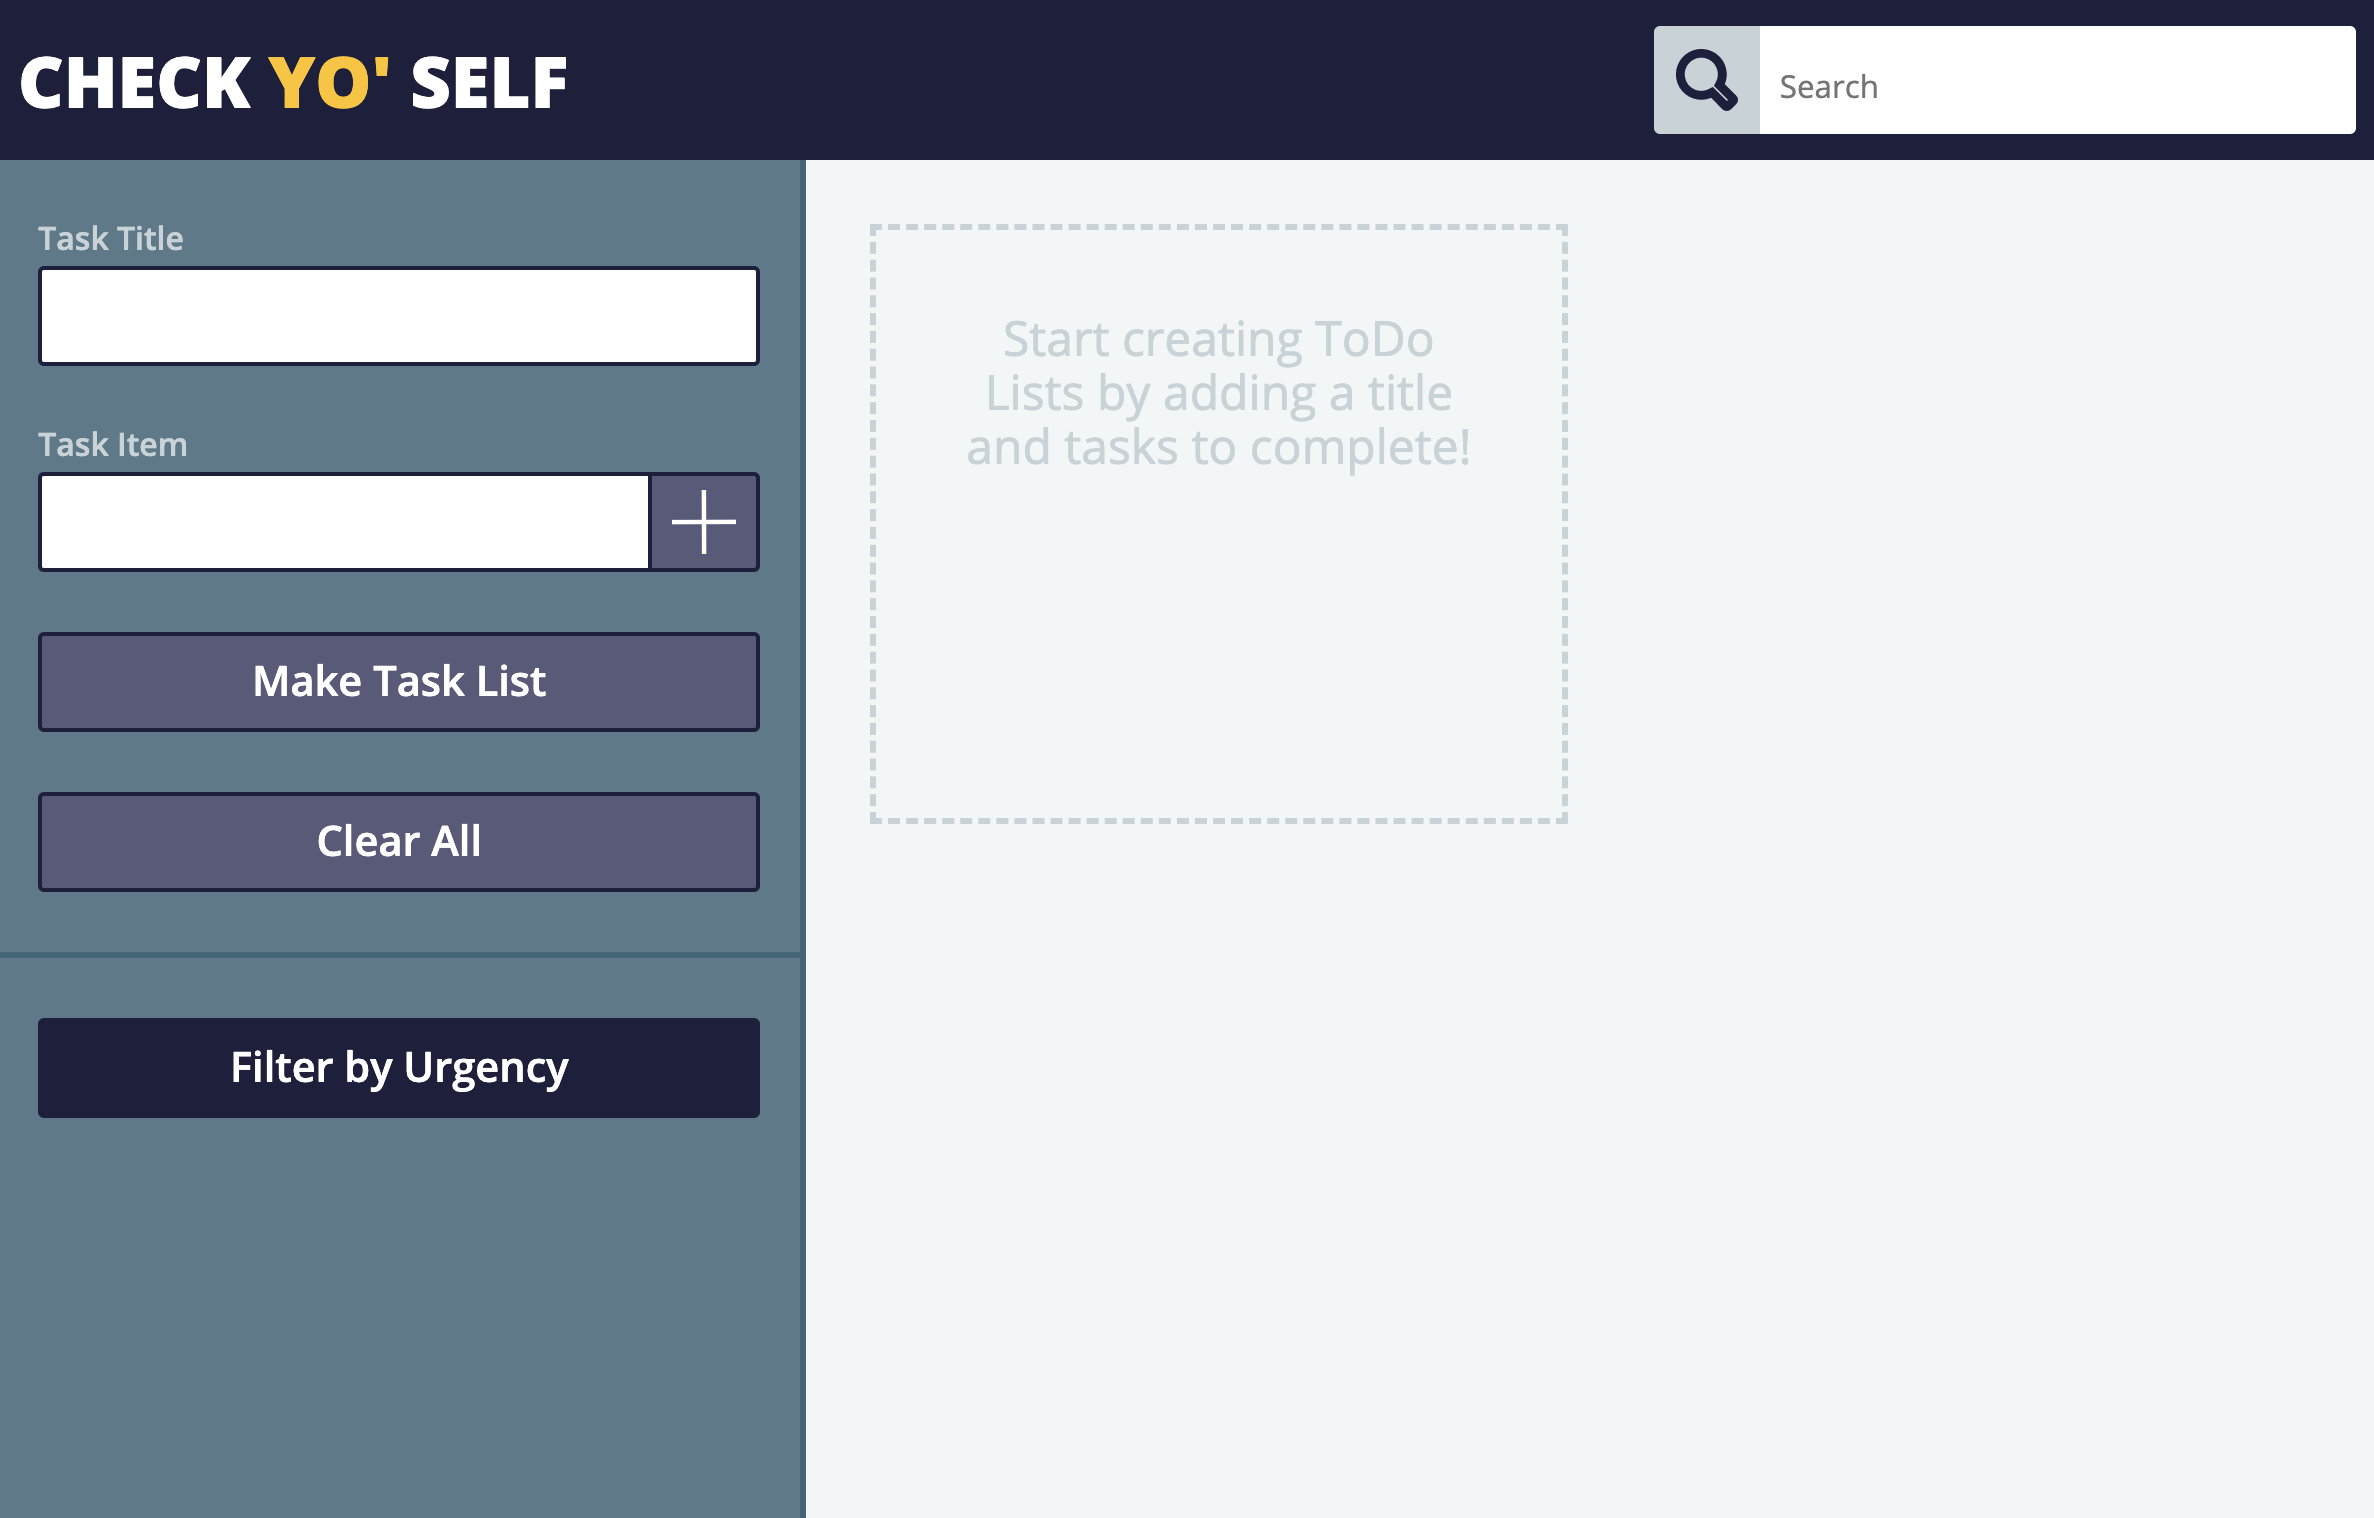 CHECK YO' SELF
Search
Task Title
Task Item
Make Task List
Clear All
Filter by Urgency
Start creating ToDo
Lists by adding a title
and tasks to complete!